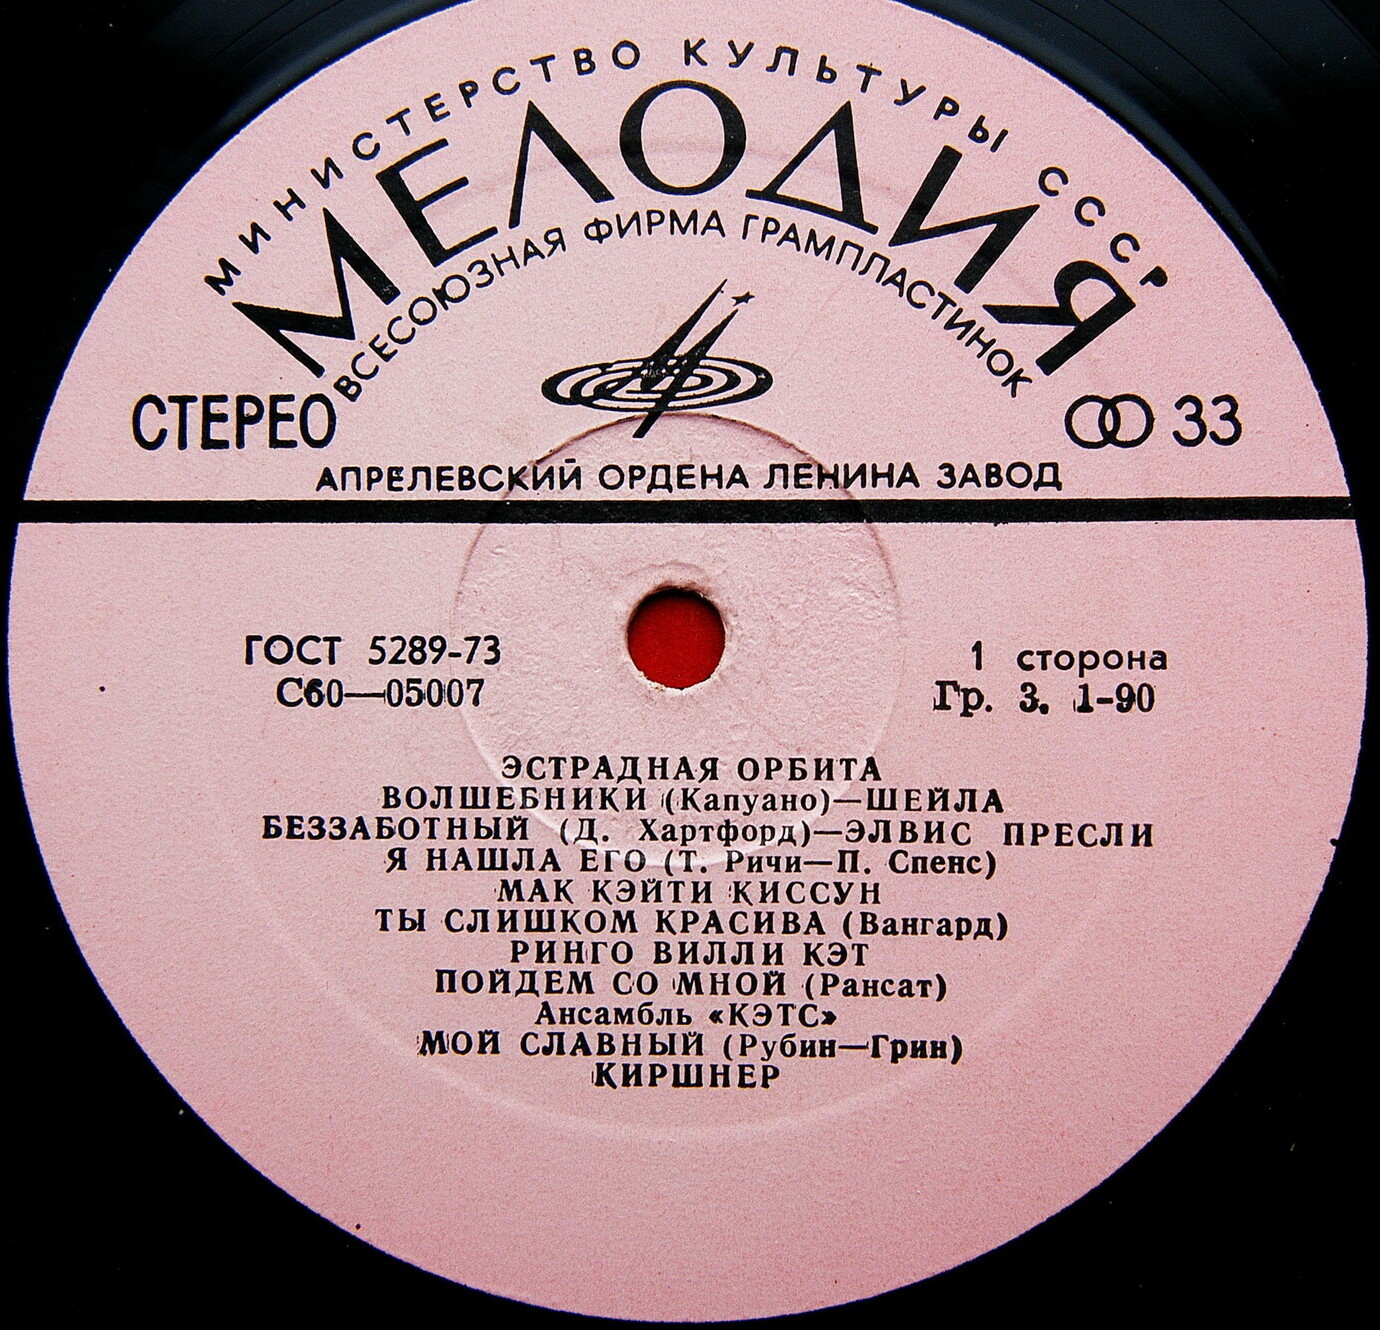 МИНИСТЕРСТВО КУЛЬТУРЫ СССР
МЕЛОДИЯ
ВСЕСОЮЗНАЯ ФИРМА ГРАМПЛАСТИНОК
СТЕРЕО 33
АПРЕЛЕВСКИЙ ОРДЕНА ЛЕНИНА ЗАВОД
ГОСТ 5289-73 1 сторона
С60—05007 Гр. 3. 1-90
ЭСТРАДНАЯ ОРБИТА
ВОЛШЕБНИКИ (Капуано)—ШЕЙЛА
БЕЗЗАБОТНЫЙ (Д. Хартфорд)—ЭЛВИС ПРЕСЛИ
Я НАШЛА ЕГО (Т. Ричи—П. Спенс)
МАК КЭЙТИ КИССУН
ТЫ СЛИШКОМ КРАСИВА (Вангард)
РИНГО ВИЛЛИ КЭТ
ПОЙДЕМ СО МНОЙ (Рансат)
Ансамбль «КЭТС»
МОЙ СЛАВНЫЙ (Рубин—Грин)
КИРШНЕР